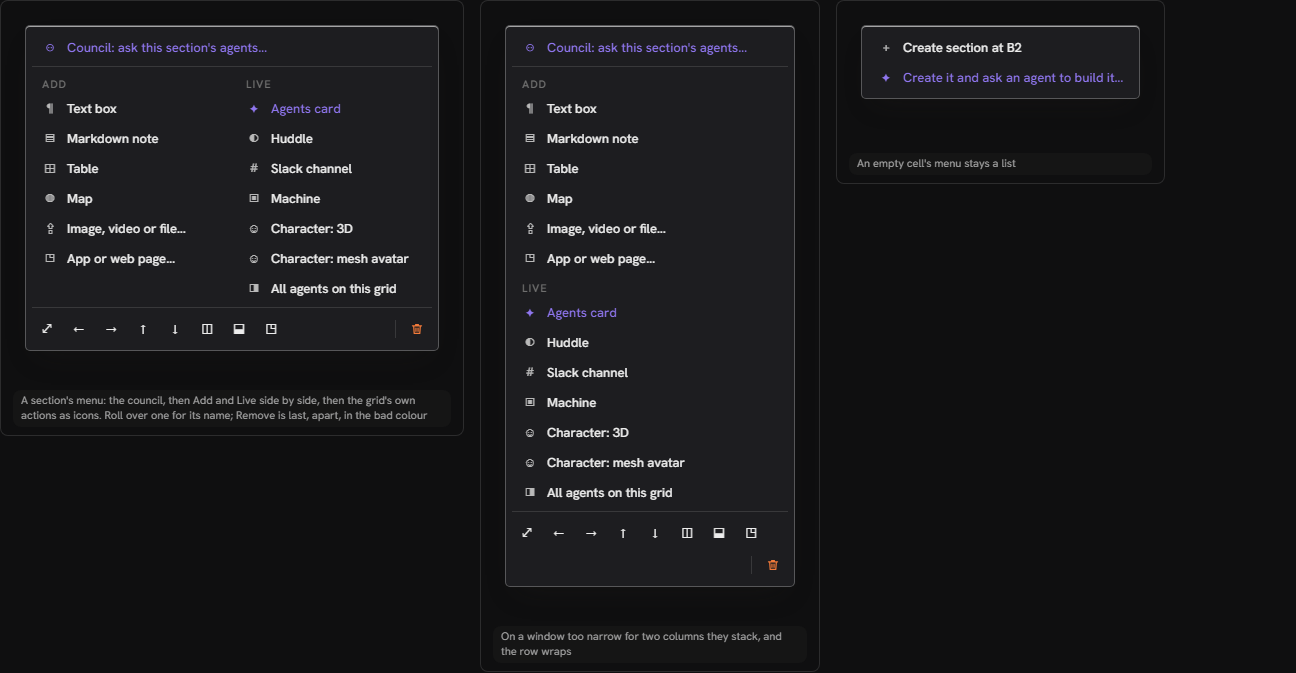 Council: ask this section's agents...
ADD
Text box
Markdown note
Table
Map
Image, video or file...
App or web page...
LIVE
Agents card
Huddle
Slack channel
Machine
Character: 3D
Character: mesh avatar
All agents on this grid
A section's menu: the council, then Add and Live side by side, then the grid's own
actions as icons. Roll over one for its name; Remove is last, apart, in the bad colour
Council: ask this section's agents...
ADD
Text box
Markdown note
Table
Map
Image, video or file...
App or web page...
LIVE
Agents card
Huddle
Slack channel
Machine
Character: 3D
Character: mesh avatar
All agents on this grid
On a window too narrow for two columns they stack, and
the row wraps
Create section at B2
Create it and ask an agent to build it...
An empty cell's menu stays a list